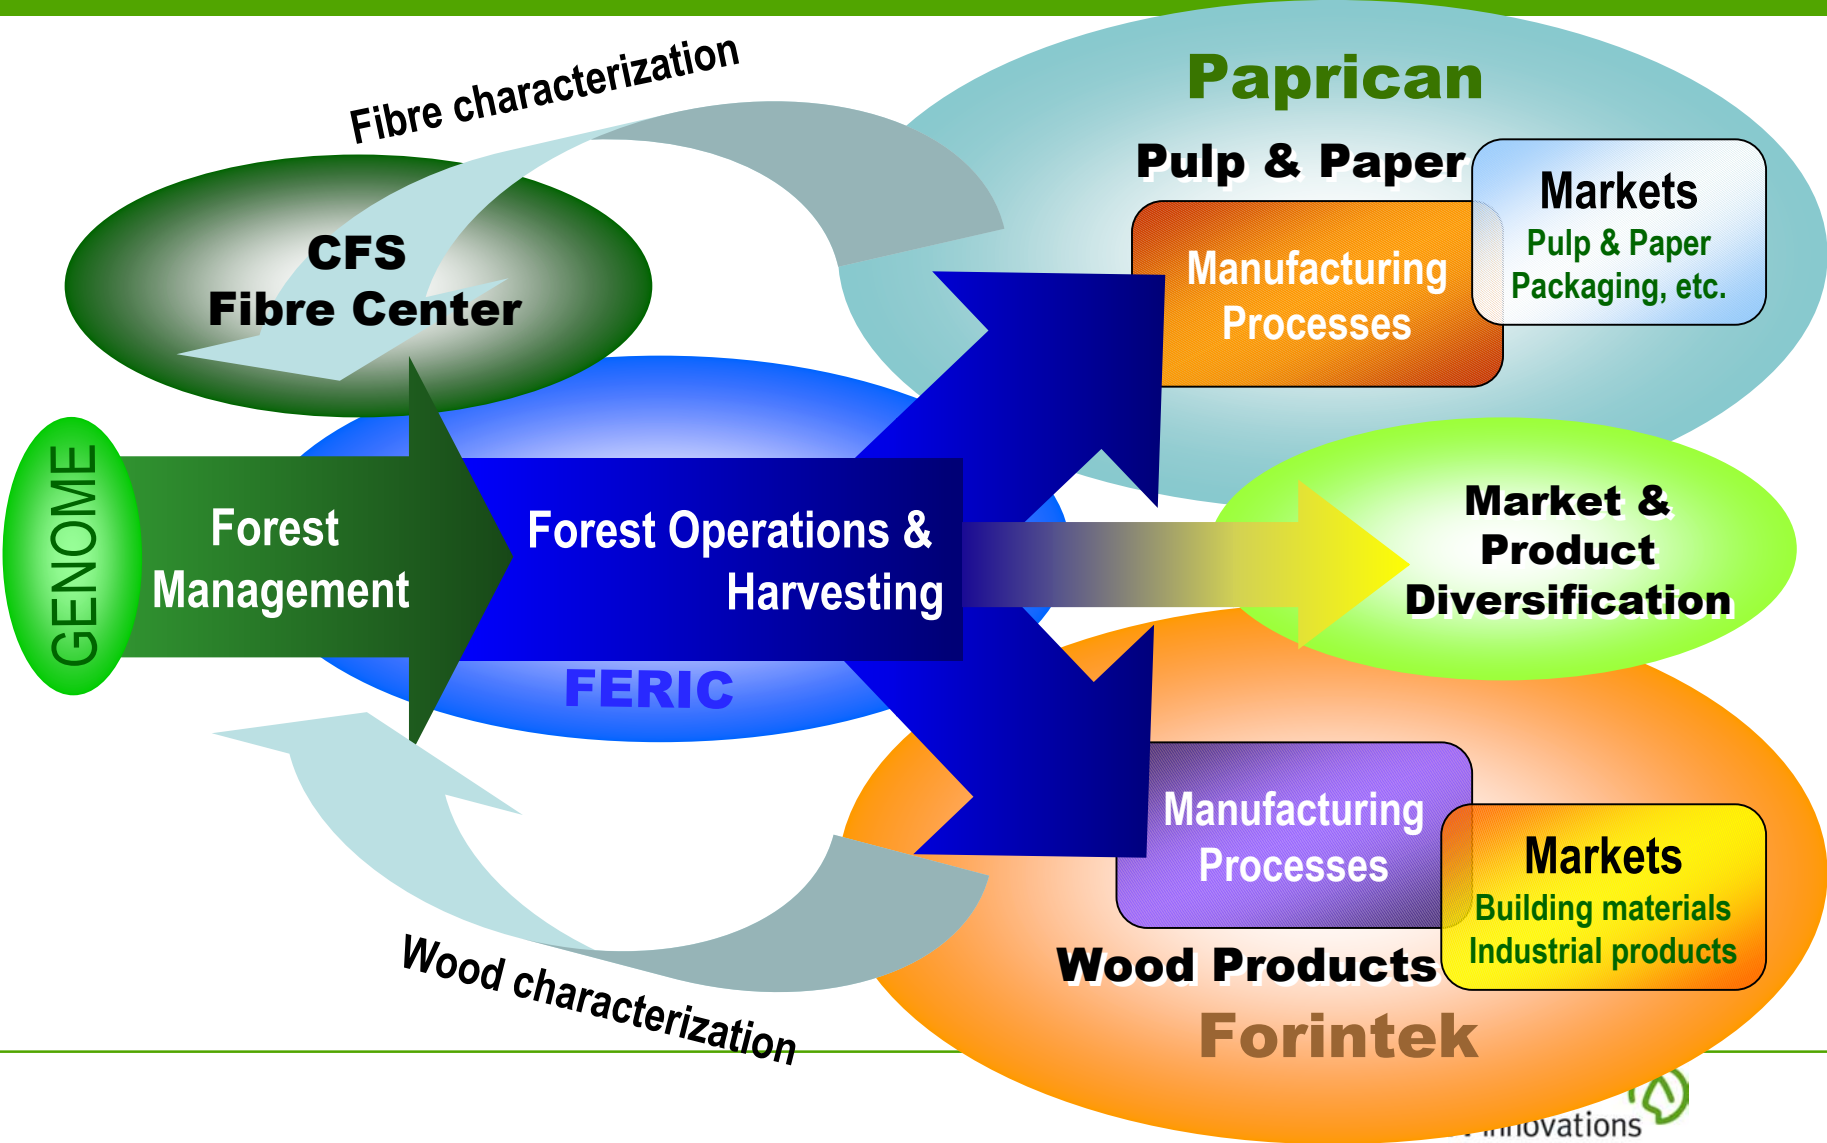 Fibre characterization
Paprican
Pulp & Paper
Markets
Pulp & Paper
Packaging, etc.
Manufacturing
Processes
CFS
Fibre Center
GENOME
Forest
Management
Forest Operations &
Harvesting
FERIC
Market &
Product
Diversification
Manufacturing
Processes
Markets
Building materials
Industrial products
Wood Products
Forintek
Wood characterization